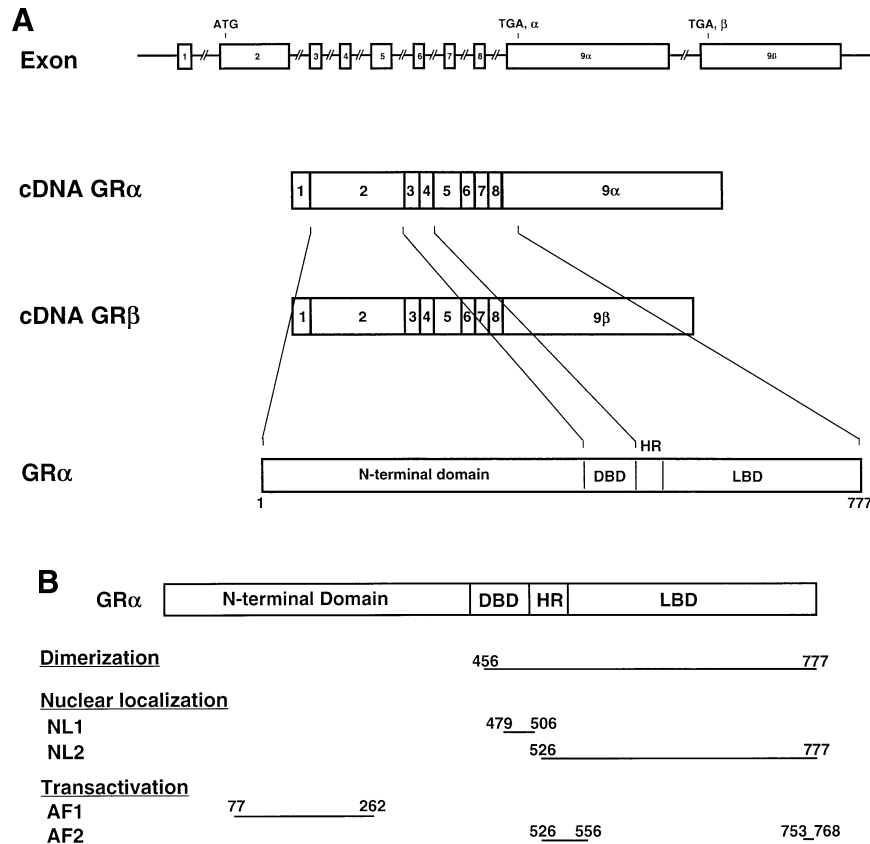 A
ATG TGA, α TGA, β
Exon 1 2 3 4 5 6 7 8 9α 9β
cDNA GRα 1 2 3 4 5 6 7 8 9α
cDNA GRβ 1 2 3 4 5 6 7 8 9β
HR
GRα N-terminal domain DBD LBD
1 777
B
GRα N-terminal Domain DBD HR LBD
Dimerization 456 777
Nuclear localization
NL1 479 506
NL2 526 777
Transactivation
AF1 77 262
AF2 526 556 753 768